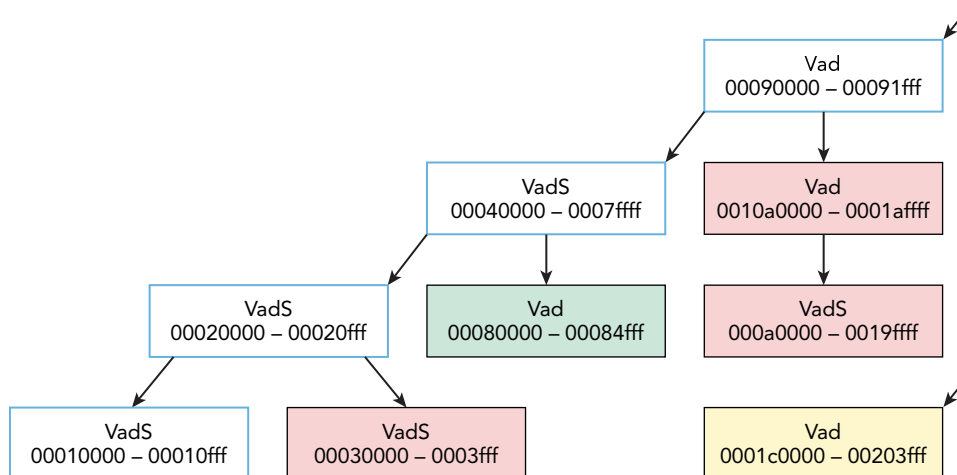 Vad
00090000 – 00091fff
VadS
00040000 – 0007ffff
Vad
0010a0000 – 0001affff
VadS
00020000 – 00020fff
Vad
00080000 – 00084fff
VadS
000a0000 – 0019ffff
VadS
00010000 – 00010fff
VadS
00030000 – 0003fff
Vad
0001c0000 – 00203fff